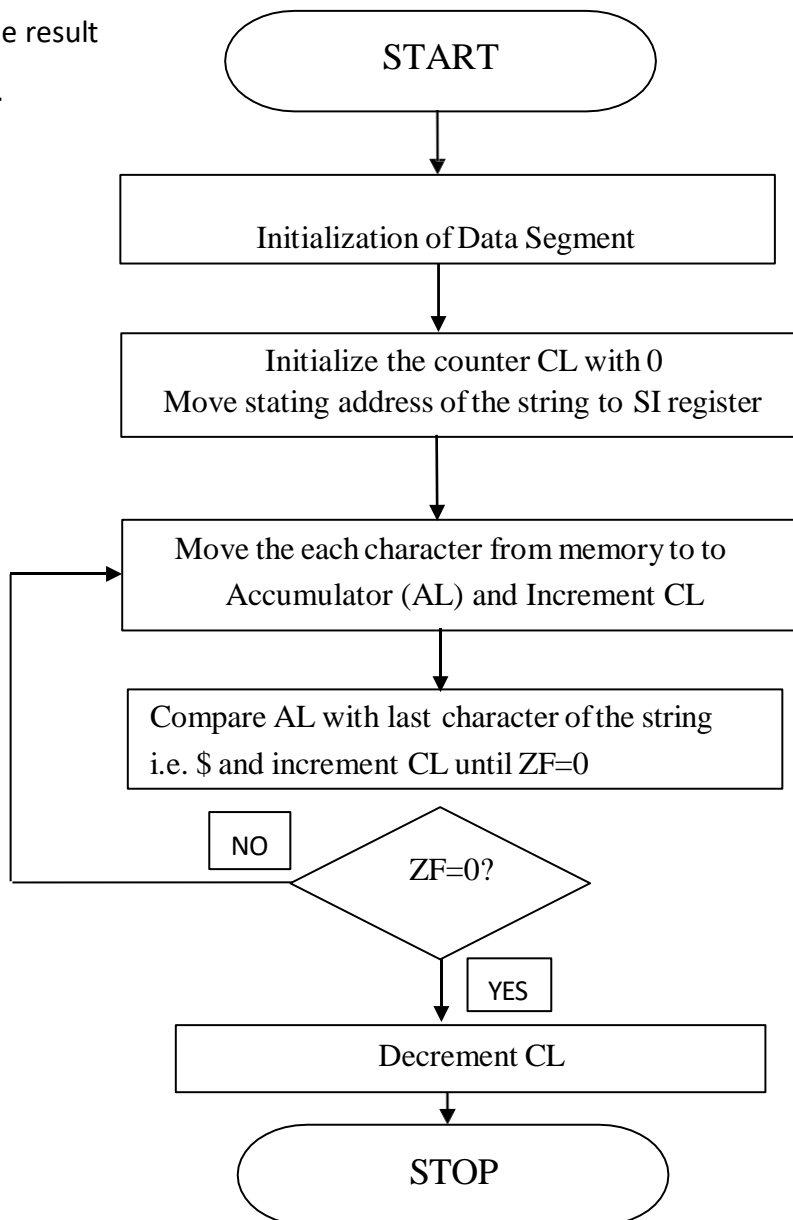 e result
.
START
Initialization of Data Segment
Initialize the counter CL with 0
Move stating address of the string to SI register
Move the each character from memory to to
Accumulator (AL) and Increment CL
Compare AL with last character of the string
i.e. $ and increment CL until ZF=0
NO
ZF=0?
YES
Decrement CL
STOP